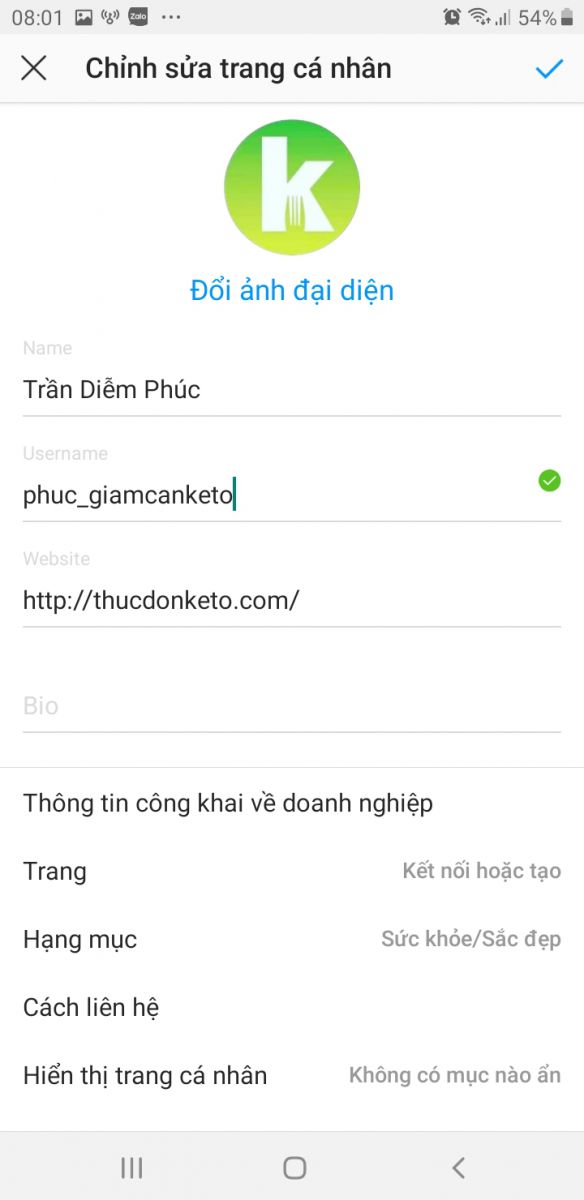 08:01 Zalo 54%
Chỉnh sửa trang cá nhân
k
Đổi ảnh đại diện
Name
Trần Diễm Phúc
Username
phuc_giamcanketo
Website
http://thucdonketo.com/
Bio
Thông tin công khai về doanh nghiệp
Trang Kết nối hoặc tạo
Hạng mục Sức khỏe/Sắc đẹp
Cách liên hệ
Hiển thị trang cá nhân Không có mục nào ẩn